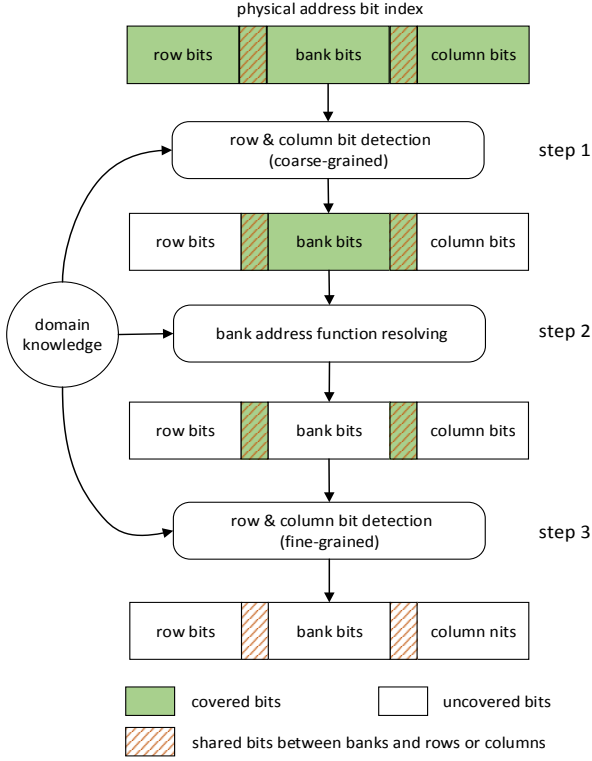 physical address bit index
row bits
bank bits
column bits
row & column bit detection
(coarse-grained)
step 1
row bits
bank bits
column bits
domain
knowledge
bank address function resolving
step 2
row bits
bank bits
column bits
row & column bit detection
(fine-grained)
step 3
row bits
bank bits
column nits
covered bits
uncovered bits
shared bits between banks and rows or columns